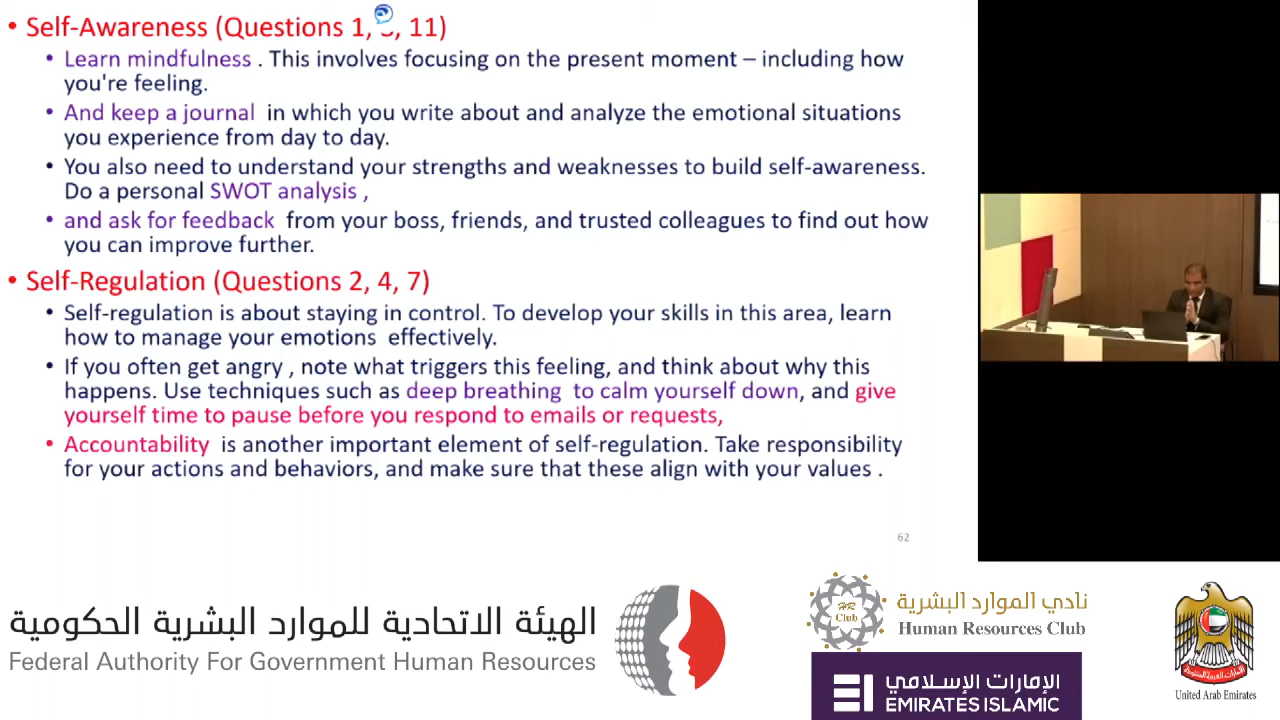 • Self-Awareness (Questions 1, , 11)
• Learn mindfulness . This involves focusing on the present moment – including how
you're feeling.
• And keep a journal in which you write about and analyze the emotional situations
you experience from day to day.
• You also need to understand your strengths and weaknesses to build self-awareness.
Do a personal SWOT analysis ,
• and ask for feedback from your boss, friends, and trusted colleagues to find out how
you can improve further.
• Self-Regulation (Questions 2, 4, 7)
• Self-regulation is about staying in control. To develop your skills in this area, learn
how to manage your emotions effectively.
• If you often get angry , note what triggers this feeling, and think about why this
happens. Use techniques such as deep breathing to calm yourself down, and give
yourself time to pause before you respond to emails or requests,
• Accountability is another important element of self-regulation. Take responsibility
for your actions and behaviors, and make sure that these align with your values .
62
الهيئة الاتحادية للموارد البشرية الحكومية
Federal Authority For Government Human Resources
HR
Club
نادي الموارد البشرية
Human Resources Club
الإمارات الإسلامي
EMIRATES ISLAMIC
United Arab Emirates